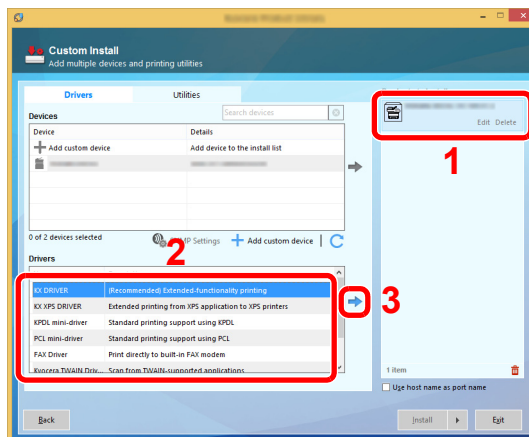 Custom Install
Add multiple devices and printing utilities
Drivers Utilities
Devices Search devices
Device Details
Add custom device Add device to the install list
Edit Delete
1
0 of 2 devices selected Settings Add custom device
2
Drivers
KX DRIVER (Recommended) Extended-functionality printing
3
KX XPS DRIVER Extended printing from XPS application to XPS printers
KPDL mini-driver Standard printing support using KPDL
PCL mini-driver Standard printing support using PCL
FAX Driver Print directly to built-in FAX modem
Kyocera TWAIN Driv... Scan from TWAIN-supported applications
1 item
Use host name as port name
Back Install Exit